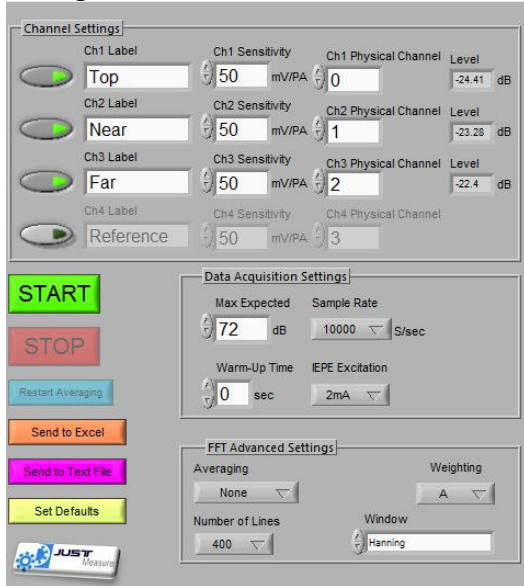 Channel Settings
Ch1 Label Ch1 Sensitivity Ch1 Physical Channel Level
Top 50 mV/PA 0 -24.41 dB
Ch2 Label Ch2 Sensitivity Ch2 Physical Channel Level
Near 50 mV/PA 1 -23.28 dB
Ch3 Label Ch3 Sensitivity Ch3 Physical Channel Level
Far 50 mV/PA 2 -22.4 dB
Ch4 Label Ch4 Sensitivity Ch4 Physical Channel
Reference 50 mV/PA 3
START
STOP
Restart Averaging
Send to Excel
Send to Text File
Set Defaults
JUST
Measure
Data Acquisition Settings
Max Expected Sample Rate
72 dB 10000 S/sec
Warm-Up Time IEPE Excitation
0 sec 2mA
FFT Advanced Settings
Averaging Weighting
None A
Number of Lines Window
400 Hanning